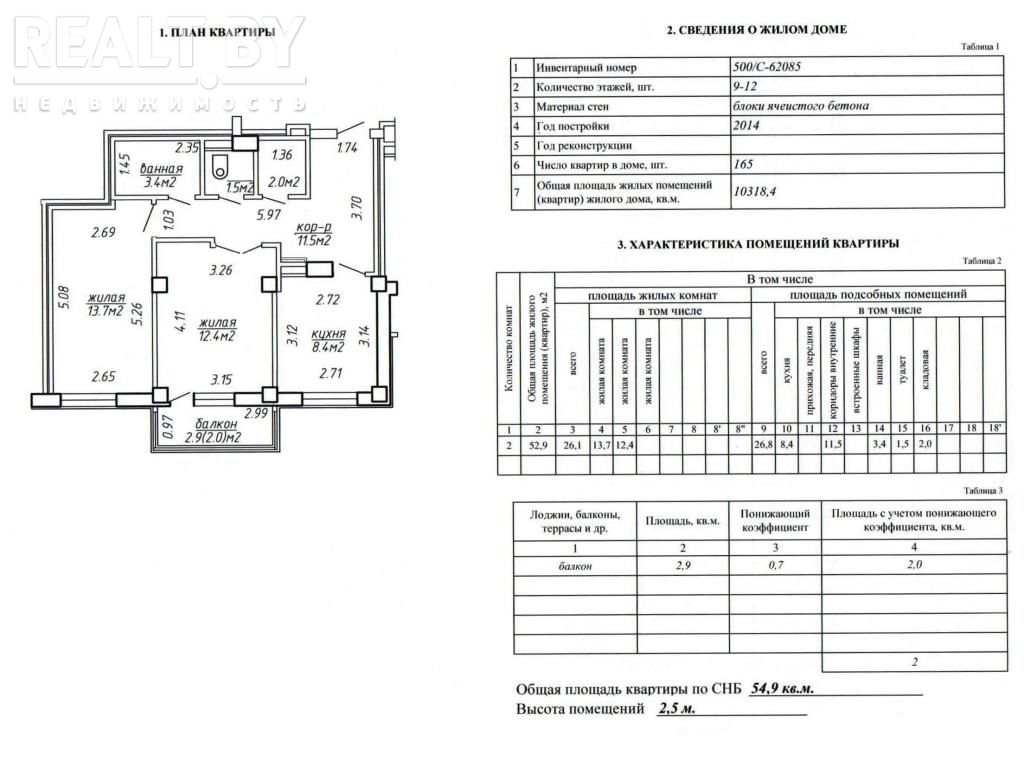 REALT.BY
НЕДВИЖИМОСТЬ
1. ПЛАН КВАРТИРЫ
2.35
1.45
ванная
3.4м2
1.5м2
1.36
2.0м2
1.74
1.03
5.97
3.70
кор-р
11.5м2
2.69
3.26
5.08
жилая
13.7м2
5.26
4.11
жилая
12.4м2
2.72
3.12
кухня
8.4м2
3.14
2.65
3.15
2.71
0.97
балкон
2.99
2.9(2.0)м2
2. СВЕДЕНИЯ О ЖИЛОМ ДОМЕ
Таблица 1
1 Инвентарный номер 500/С-62085
2 Количество этажей, шт. 9-12
3 Материал стен блоки ячеистого бетона
4 Год постройки 2014
5 Год реконструкции
6 Число квартир в доме, шт. 165
7 Общая площадь жилых помещений
(квартир) жилого дома, кв.м. 10318,4
3. ХАРАКТЕРИСТИКА ПОМЕЩЕНИЙ КВАРТИРЫ
Таблица 2
Количество комнат
Общая площадь жилого
помещения (квартир), м2
В том числе
площадь жилых комнат
площадь подсобных помещений
всего
в том числе
жилая комната
жилая комната
жилая комната
всего
в том числе
кухня
прихожая, передняя
коридоры внутренние
встроенные шкафы
ванная
туалет
кладовая
1 2 3 4 5 6 7 8 8' 8" 9 10 11 12 13 14 15 16 17 18 18'
2 52,9 26,1 13,7 12,4 26,8 8,4 11,5 3,4 1,5 2,0
Таблица 3
Лоджии, балконы,
террасы и др.
Площадь, кв.м.
Понижающий
коэффициент
Площадь с учетом понижающего
коэффициента, кв.м.
1 2 3 4
балкон 2,9 0,7 2,0
2
Общая площадь квартиры по СНБ 54,9 кв.м.
Высота помещений 2,5 м.